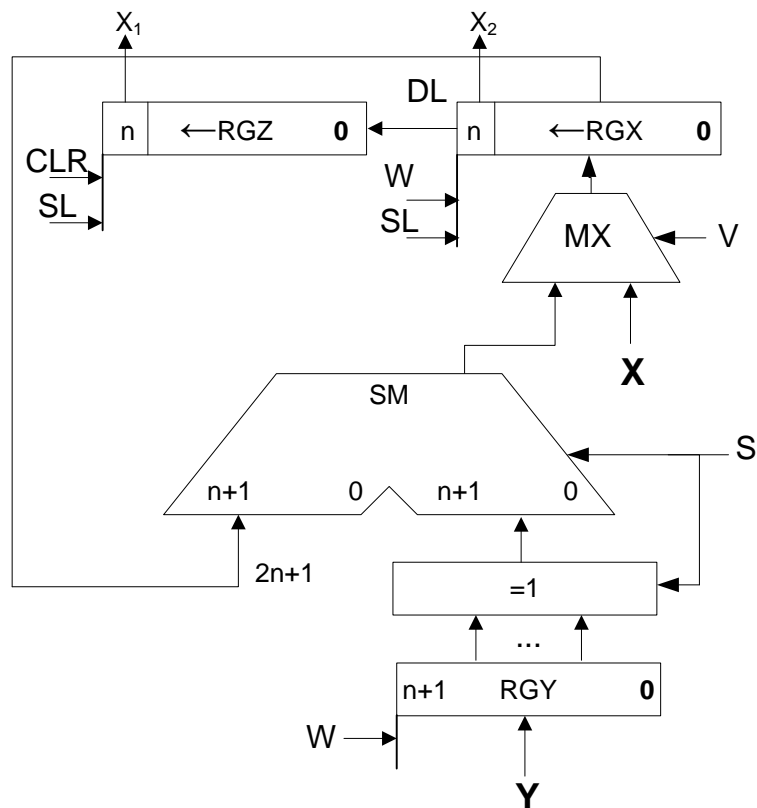 X₁ X₂
DL
n ←RGZ 0 n ←RGX 0
CLR
W
SL SL
MX V
X
SM
S
n+1 0 n+1 0
2n+1
=1
...
n+1 RGY 0
W
Y